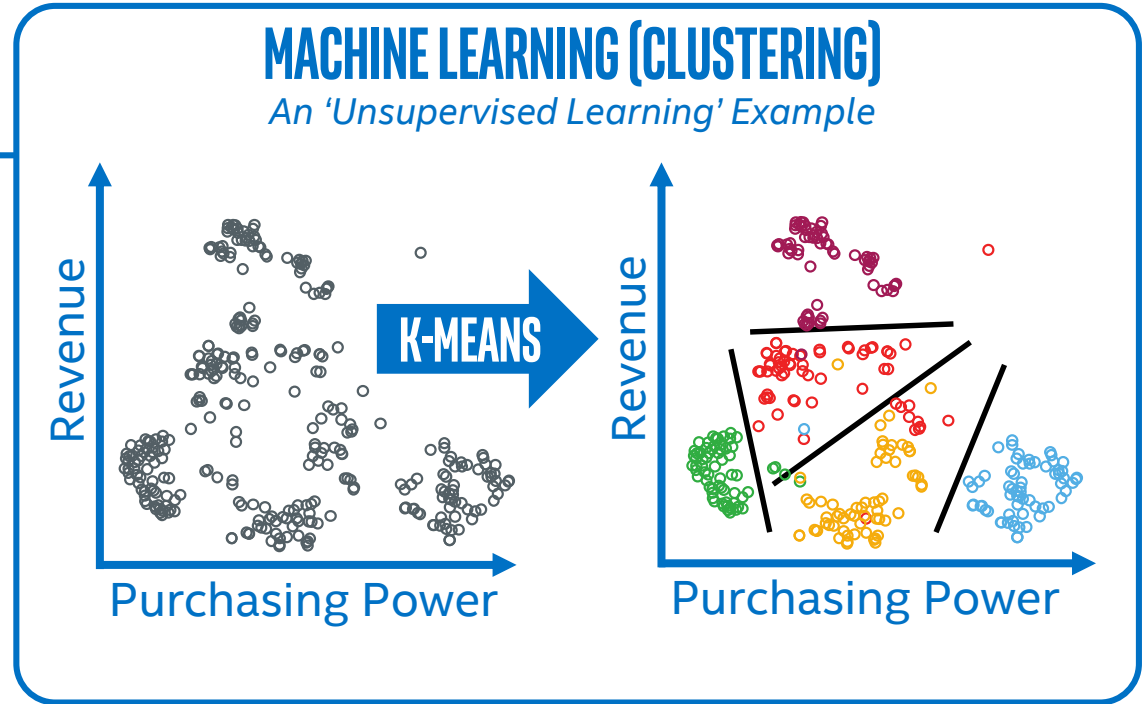 MACHINE LEARNING (CLUSTERING)
An ‘Unsupervised Learning’ Example
Revenue
Purchasing Power
K-MEANS
Revenue
Purchasing Power